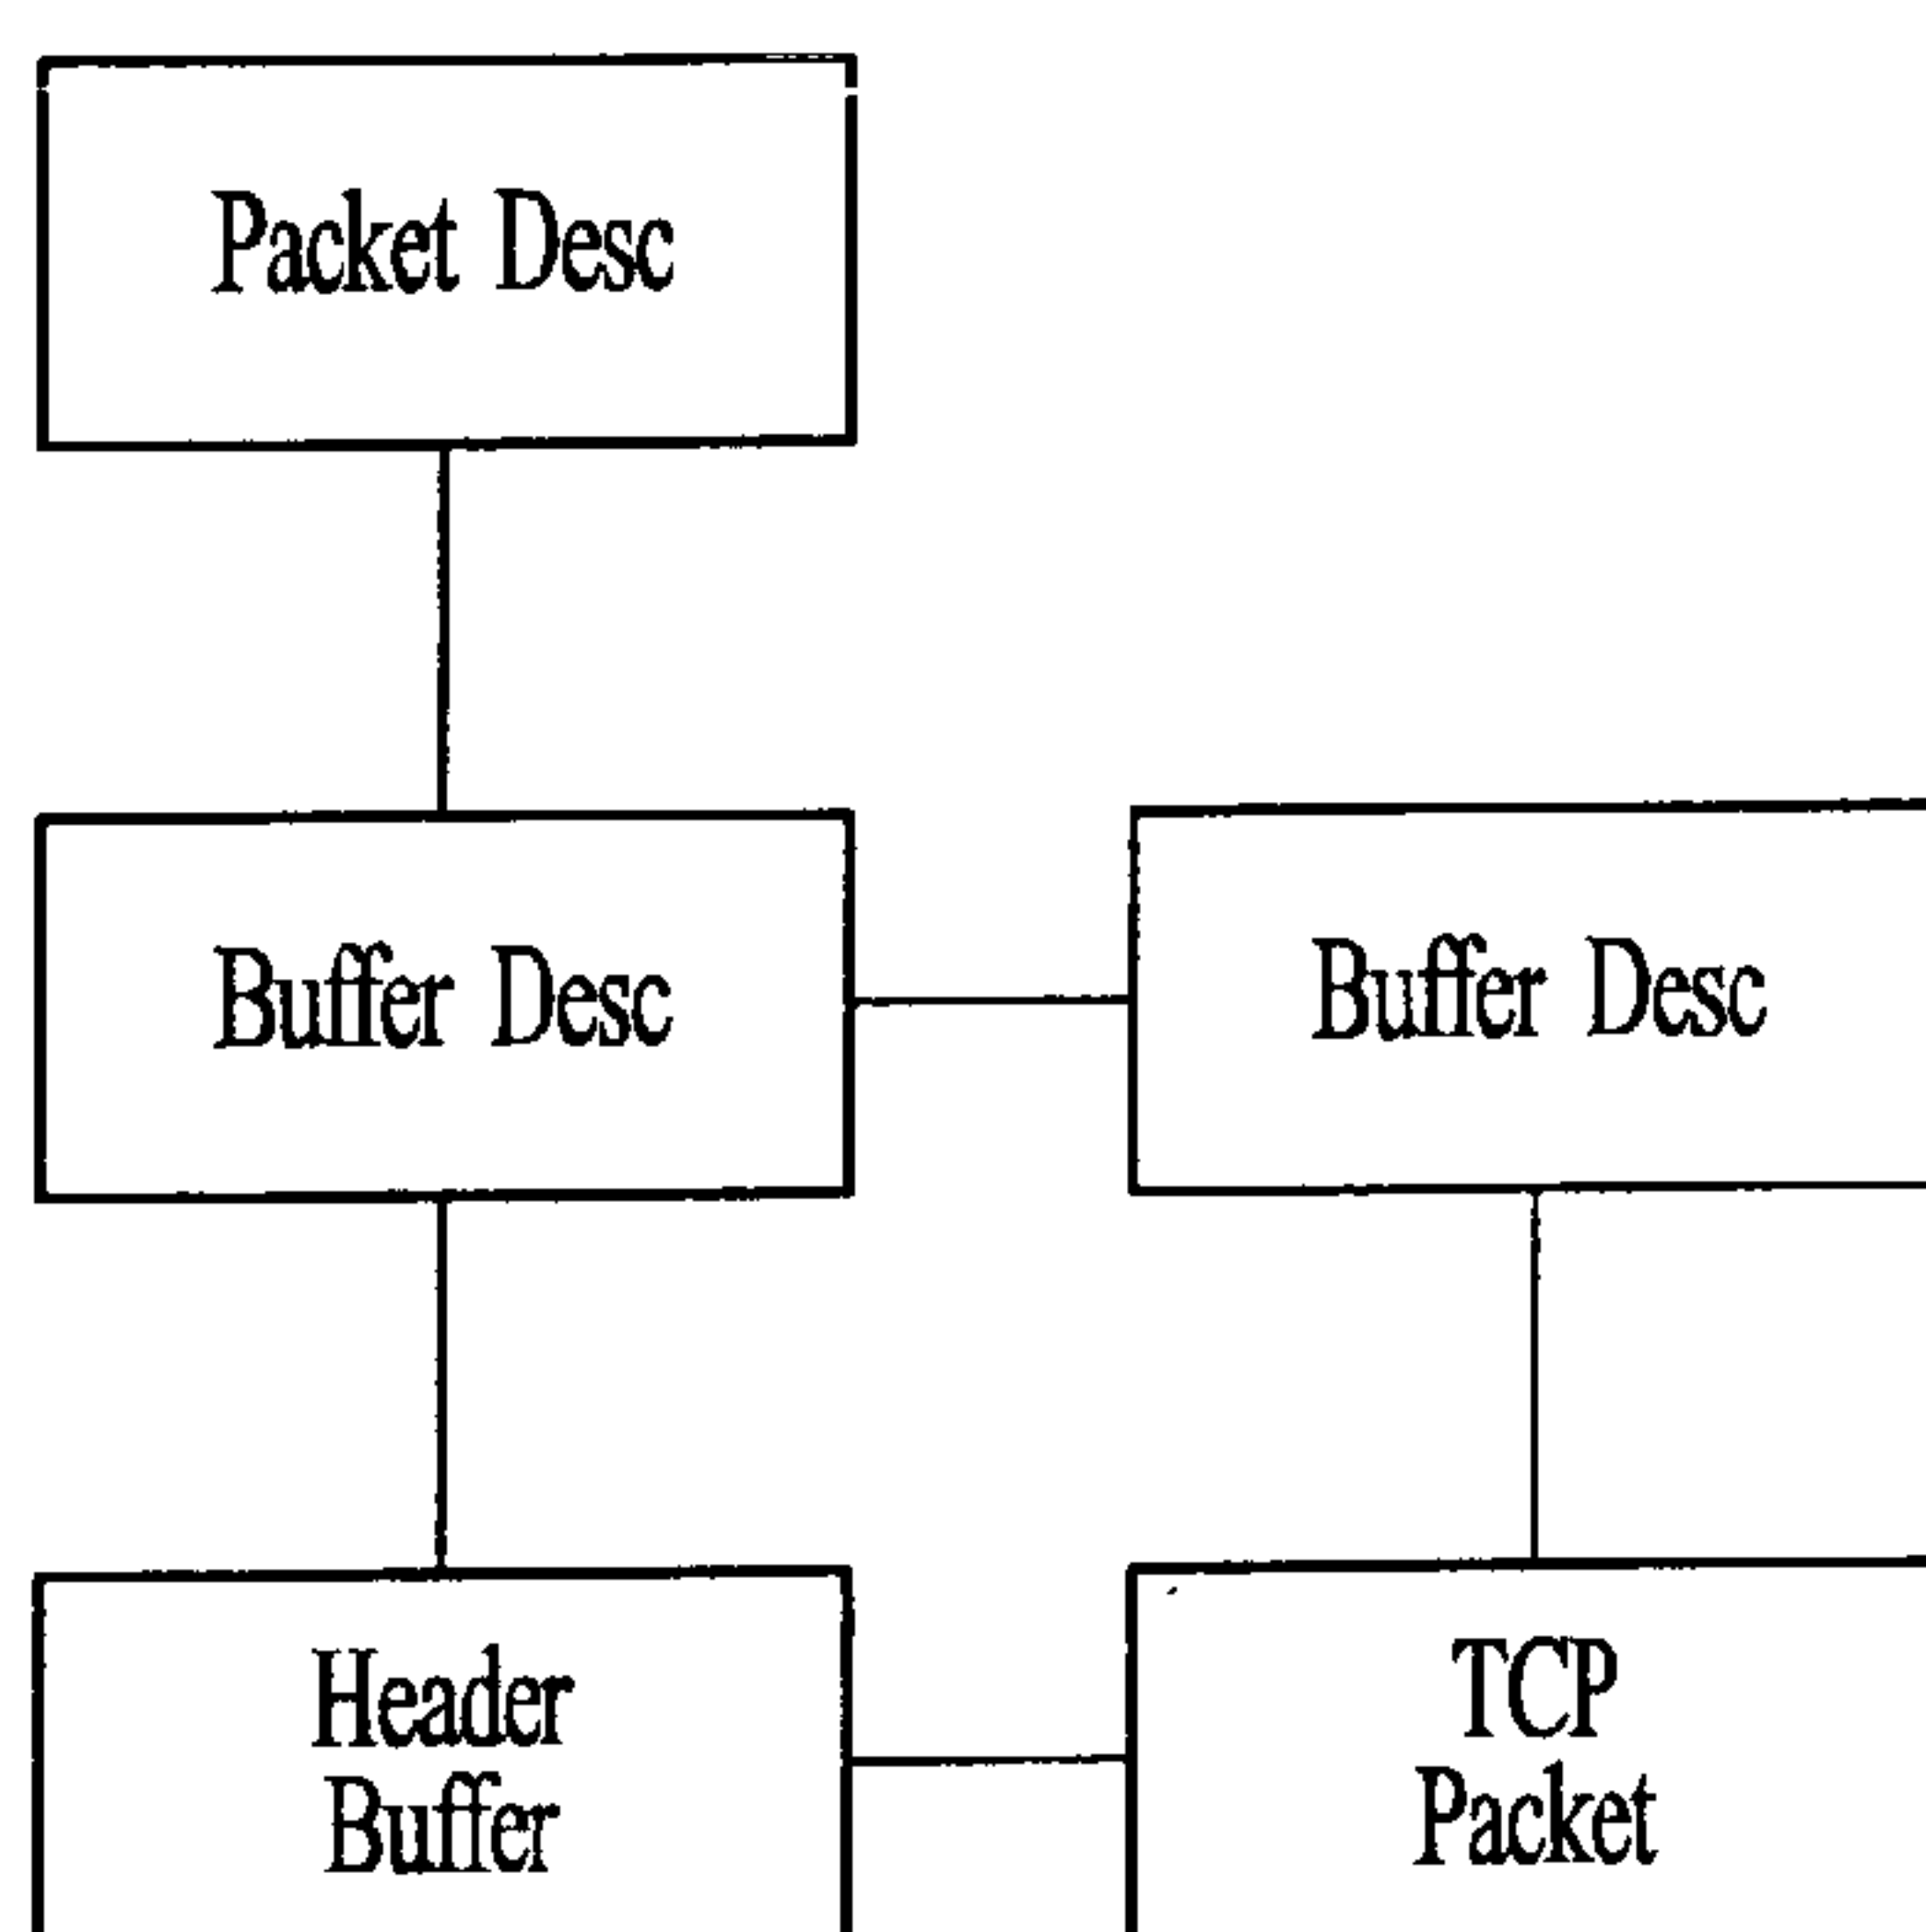 Packet Desc
Buffer Desc
Buffer Desc
Header
Buffer
TCP
Packet